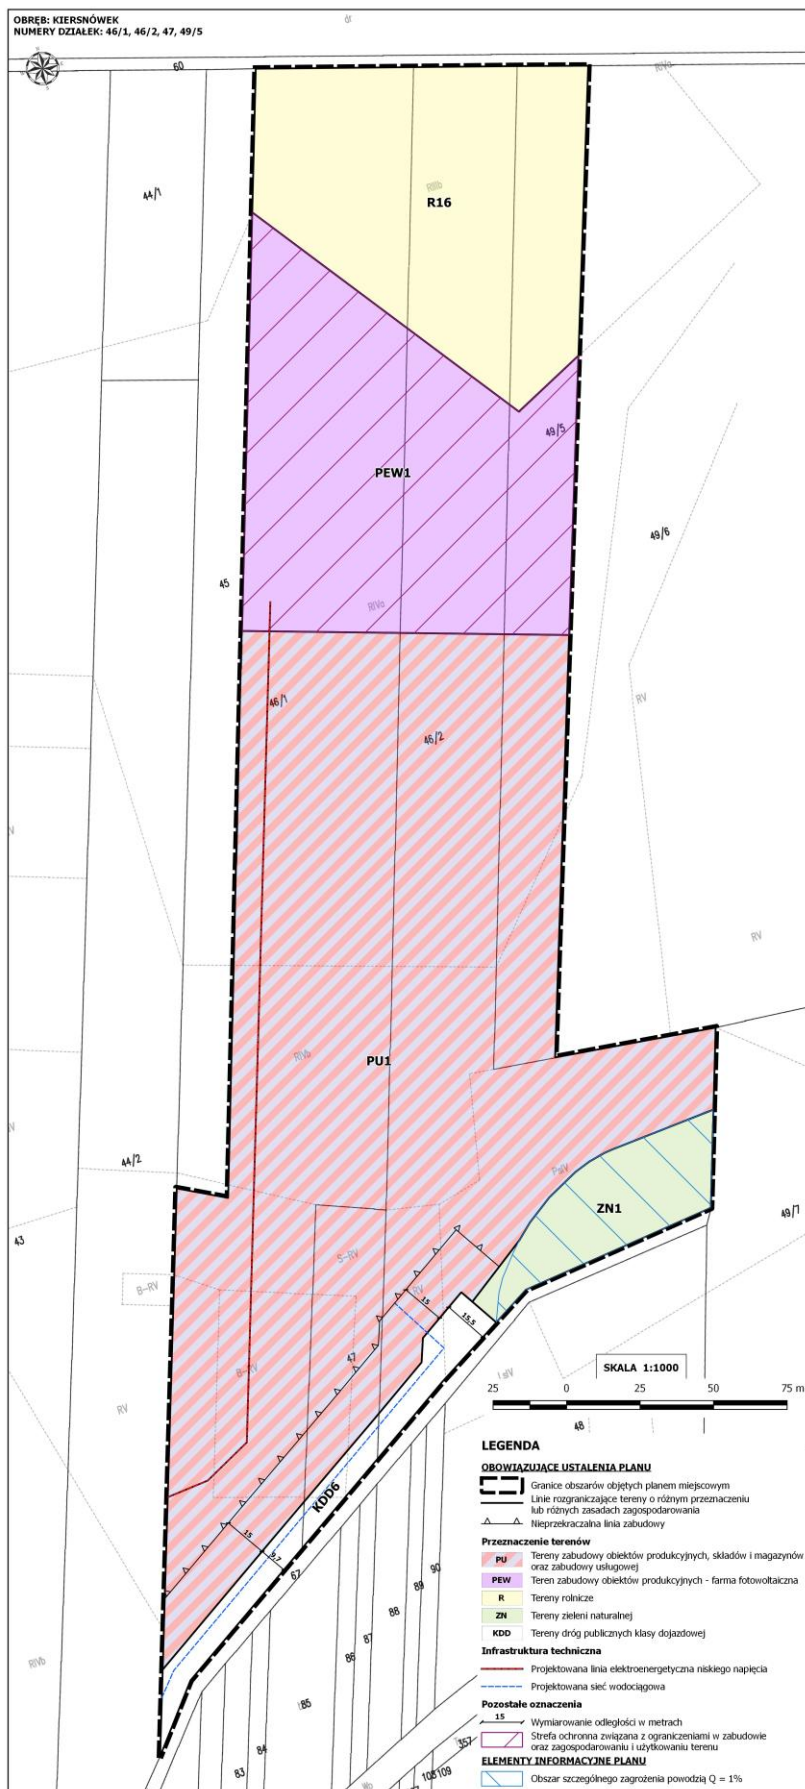 OBRĘB: KIERSNÓWEK
NUMERY DZIAŁEK: 46/1, 46/2, 47, 49/5
dr
60
RIVa
44/1
RIIIb
R16
49/5
PEW1
49/6
45
RIVa
46/1
RV
46/2
RV
RIVb
PU1
44/2
PsIV
ZN1
49/7
43
S-RV
B-RV
RV
15
15.5
47
B-RV
RV
SKALA 1:1000
25 0 25 50 75 m
48
KDD6
15
9.7
67
90
89
88
87
86
85
84
83
RIVb
357
108 109
LEGENDA
OBOWIĄZUJĄCE USTALENIA PLANU
Granice obszarów objętych planem miejscowym
Linie rozgraniczające tereny o różnym przeznaczeniu
lub różnych zasadach zagospodarowania
Nieprzekraczalna linia zabudowy
Przeznaczenie terenów
PU Tereny zabudowy obiektów produkcyjnych, składów i magazynów
oraz zabudowy usługowej
PEW Teren zabudowy obiektów produkcyjnych - farma fotowoltaiczna
R Tereny rolnicze
ZN Tereny zieleni naturalnej
KDD Tereny dróg publicznych klasy dojazdowej
Infrastruktura techniczna
Projektowana linia elektroenergetyczna niskiego napięcia
Projektowana sieć wodociągowa
Pozostałe oznaczenia
15 Wymiarowanie odległości w metrach
Strefa ochronna związana z ograniczeniami w zabudowie
oraz zagospodarowaniu i użytkowaniu terenu
ELEMENTY INFORMACYJNE PLANU
Obszar szczególnego zagrożenia powodzią Q = 1%